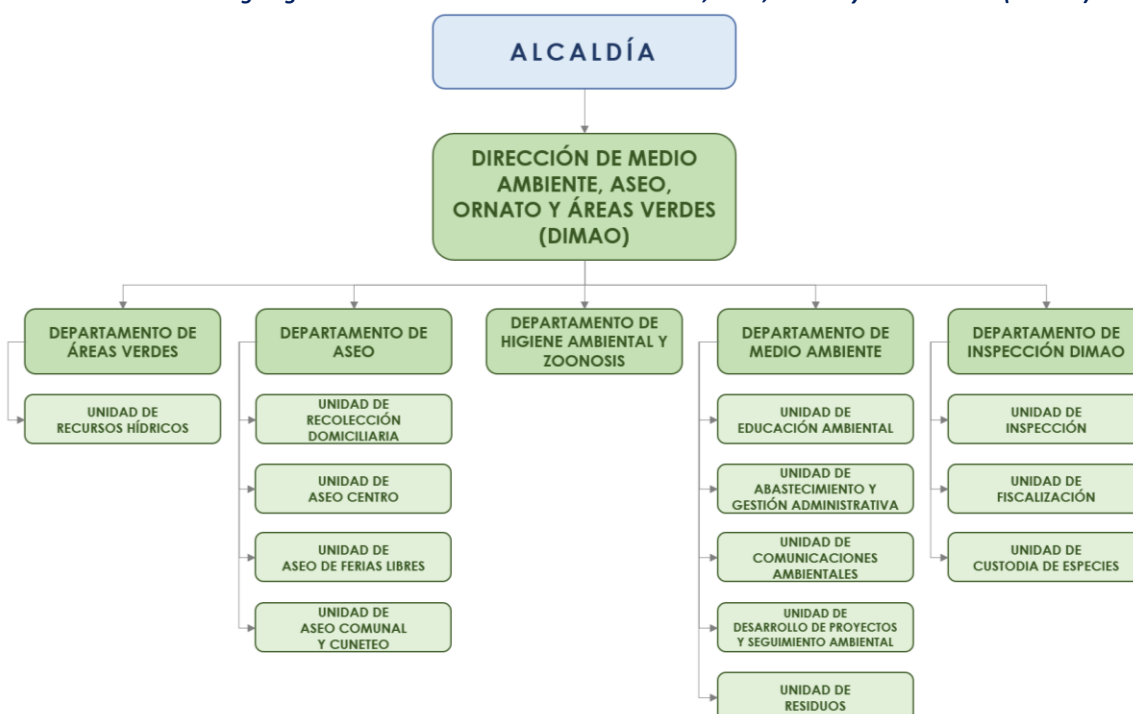 ALCALDÍA
DIRECCIÓN DE MEDIO
AMBIENTE, ASEO,
ORNATO Y ÁREAS VERDES
(DIMAO)
DEPARTAMENTO DE
ÁREAS VERDES
UNIDAD DE
RECURSOS HÍDRICOS
DEPARTAMENTO DE
ASEO
UNIDAD DE
RECOLECCIÓN
DOMICILIARIA
UNIDAD DE
ASEO CENTRO
UNIDAD DE
ASEO DE FERIAS LIBRES
UNIDAD DE
ASEO COMUNAL
Y CUNETEO
DEPARTAMENTO DE
HIGIENE AMBIENTAL Y
ZOONOSIS
DEPARTAMENTO DE
MEDIO AMBIENTE
UNIDAD DE
EDUCACIÓN AMBIENTAL
UNIDAD DE
ABASTECIMIENTO Y
GESTIÓN ADMINISTRATIVA
UNIDAD DE
COMUNICACIONES
AMBIENTALES
UNIDAD DE
DESARROLLO DE PROYECTOS
Y SEGUIMIENTO AMBIENTAL
UNIDAD DE
RESIDUOS
DEPARTAMENTO DE
INSPECCIÓN DIMAO
UNIDAD DE
INSPECCIÓN
UNIDAD DE
FISCALIZACIÓN
UNIDAD DE
CUSTODIA DE ESPECIES